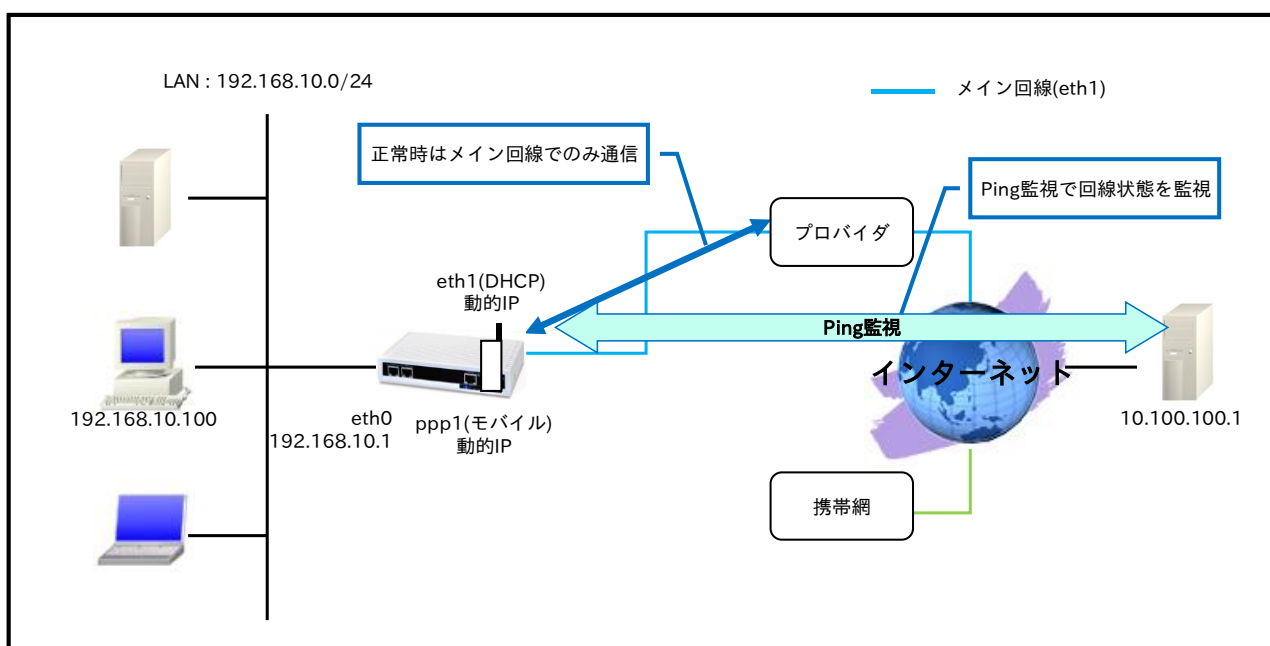 LAN : 192.168.10.0/24
メイン回線(eth1)
正常時はメイン回線でのみ通信
Ping監視で回線状態を監視
プロバイダ
eth1(DHCP)
動的IP
Ping監視
インターネット
192.168.10.100
eth0
192.168.10.1
ppp1(モバイル)
動的IP
10.100.100.1
携帯網